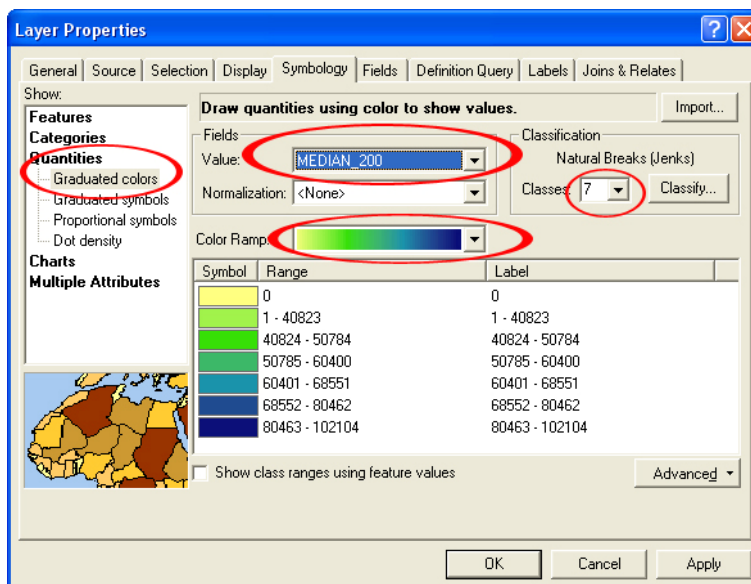 Layer Properties
General Source Selection Display Symbology Fields Definition Query Labels Joins & Relates
Show:
Features
Categories
Quantities
Graduated colors
Graduated symbols
Proportional symbols
Dot density
Charts
Multiple Attributes
Draw quantities using color to show values.
Import...
Fields
Value: MEDIAN_200
Normalization: <None>
Classification
Natural Breaks (Jenks)
Classes: 7 Classify...
Color Ramp:
Symbol Range Label
0 0
1 - 40823 1 - 40823
40824 - 50784 40824 - 50784
50785 - 60400 50785 - 60400
60401 - 68551 60401 - 68551
68552 - 80462 68552 - 80462
80463 - 102104 80463 - 102104
Show class ranges using feature values
Advanced
OK Cancel Apply